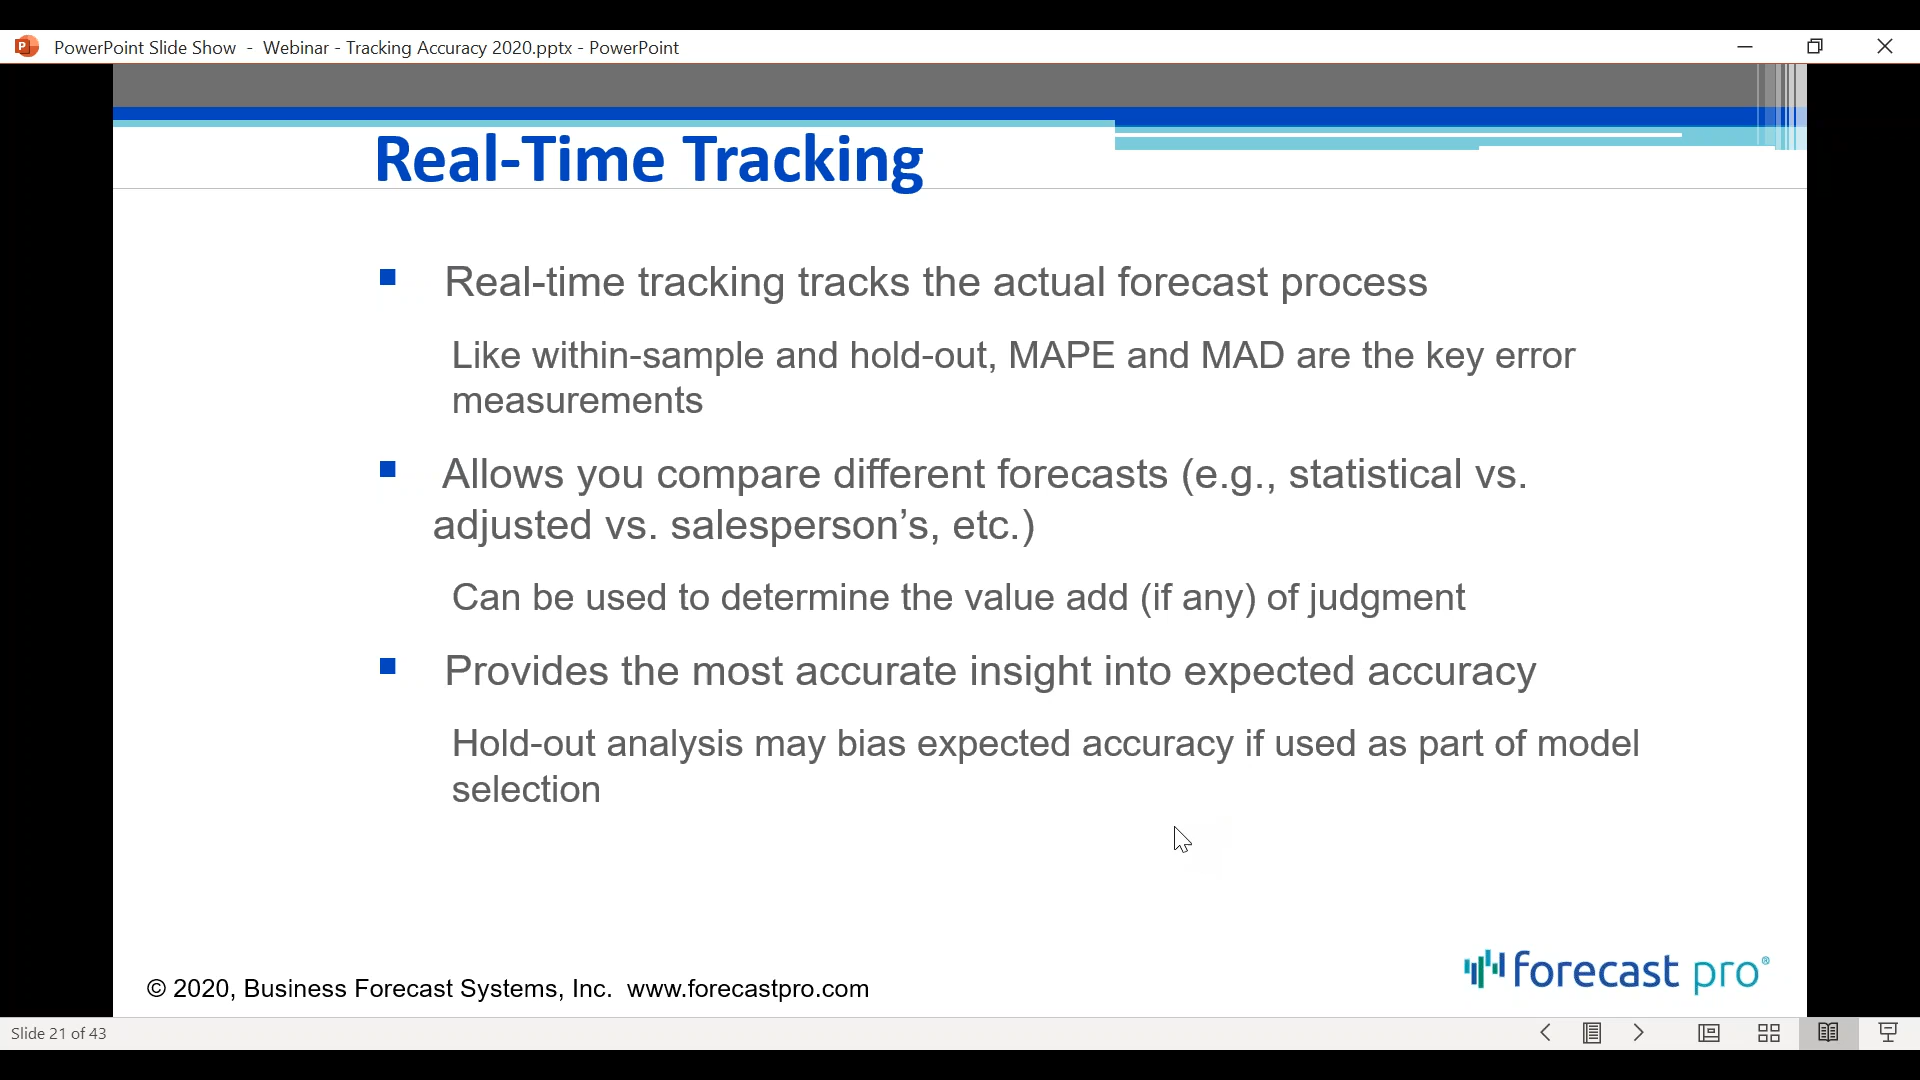 PowerPoint Slide Show - Webinar - Tracking Accuracy 2020.pptx - PowerPoint
Real-Time Tracking
Real-time tracking tracks the actual forecast process
Like within-sample and hold-out, MAPE and MAD are the key error
measurements
Allows you compare different forecasts (e.g., statistical vs.
adjusted vs. salesperson’s, etc.)
Can be used to determine the value add (if any) of judgment
Provides the most accurate insight into expected accuracy
Hold-out analysis may bias expected accuracy if used as part of model
selection
forecast pro®
© 2020, Business Forecast Systems, Inc. www.forecastpro.com
Slide 21 of 43